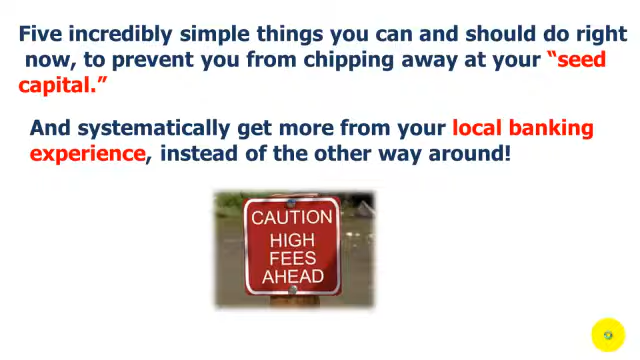 Five incredibly simple things you can and should do right
now, to prevent you from chipping away at your “seed
capital.”
And systematically get more from your local banking
experience, instead of the other way around!
CAUTION
HIGH
FEES
AHEAD